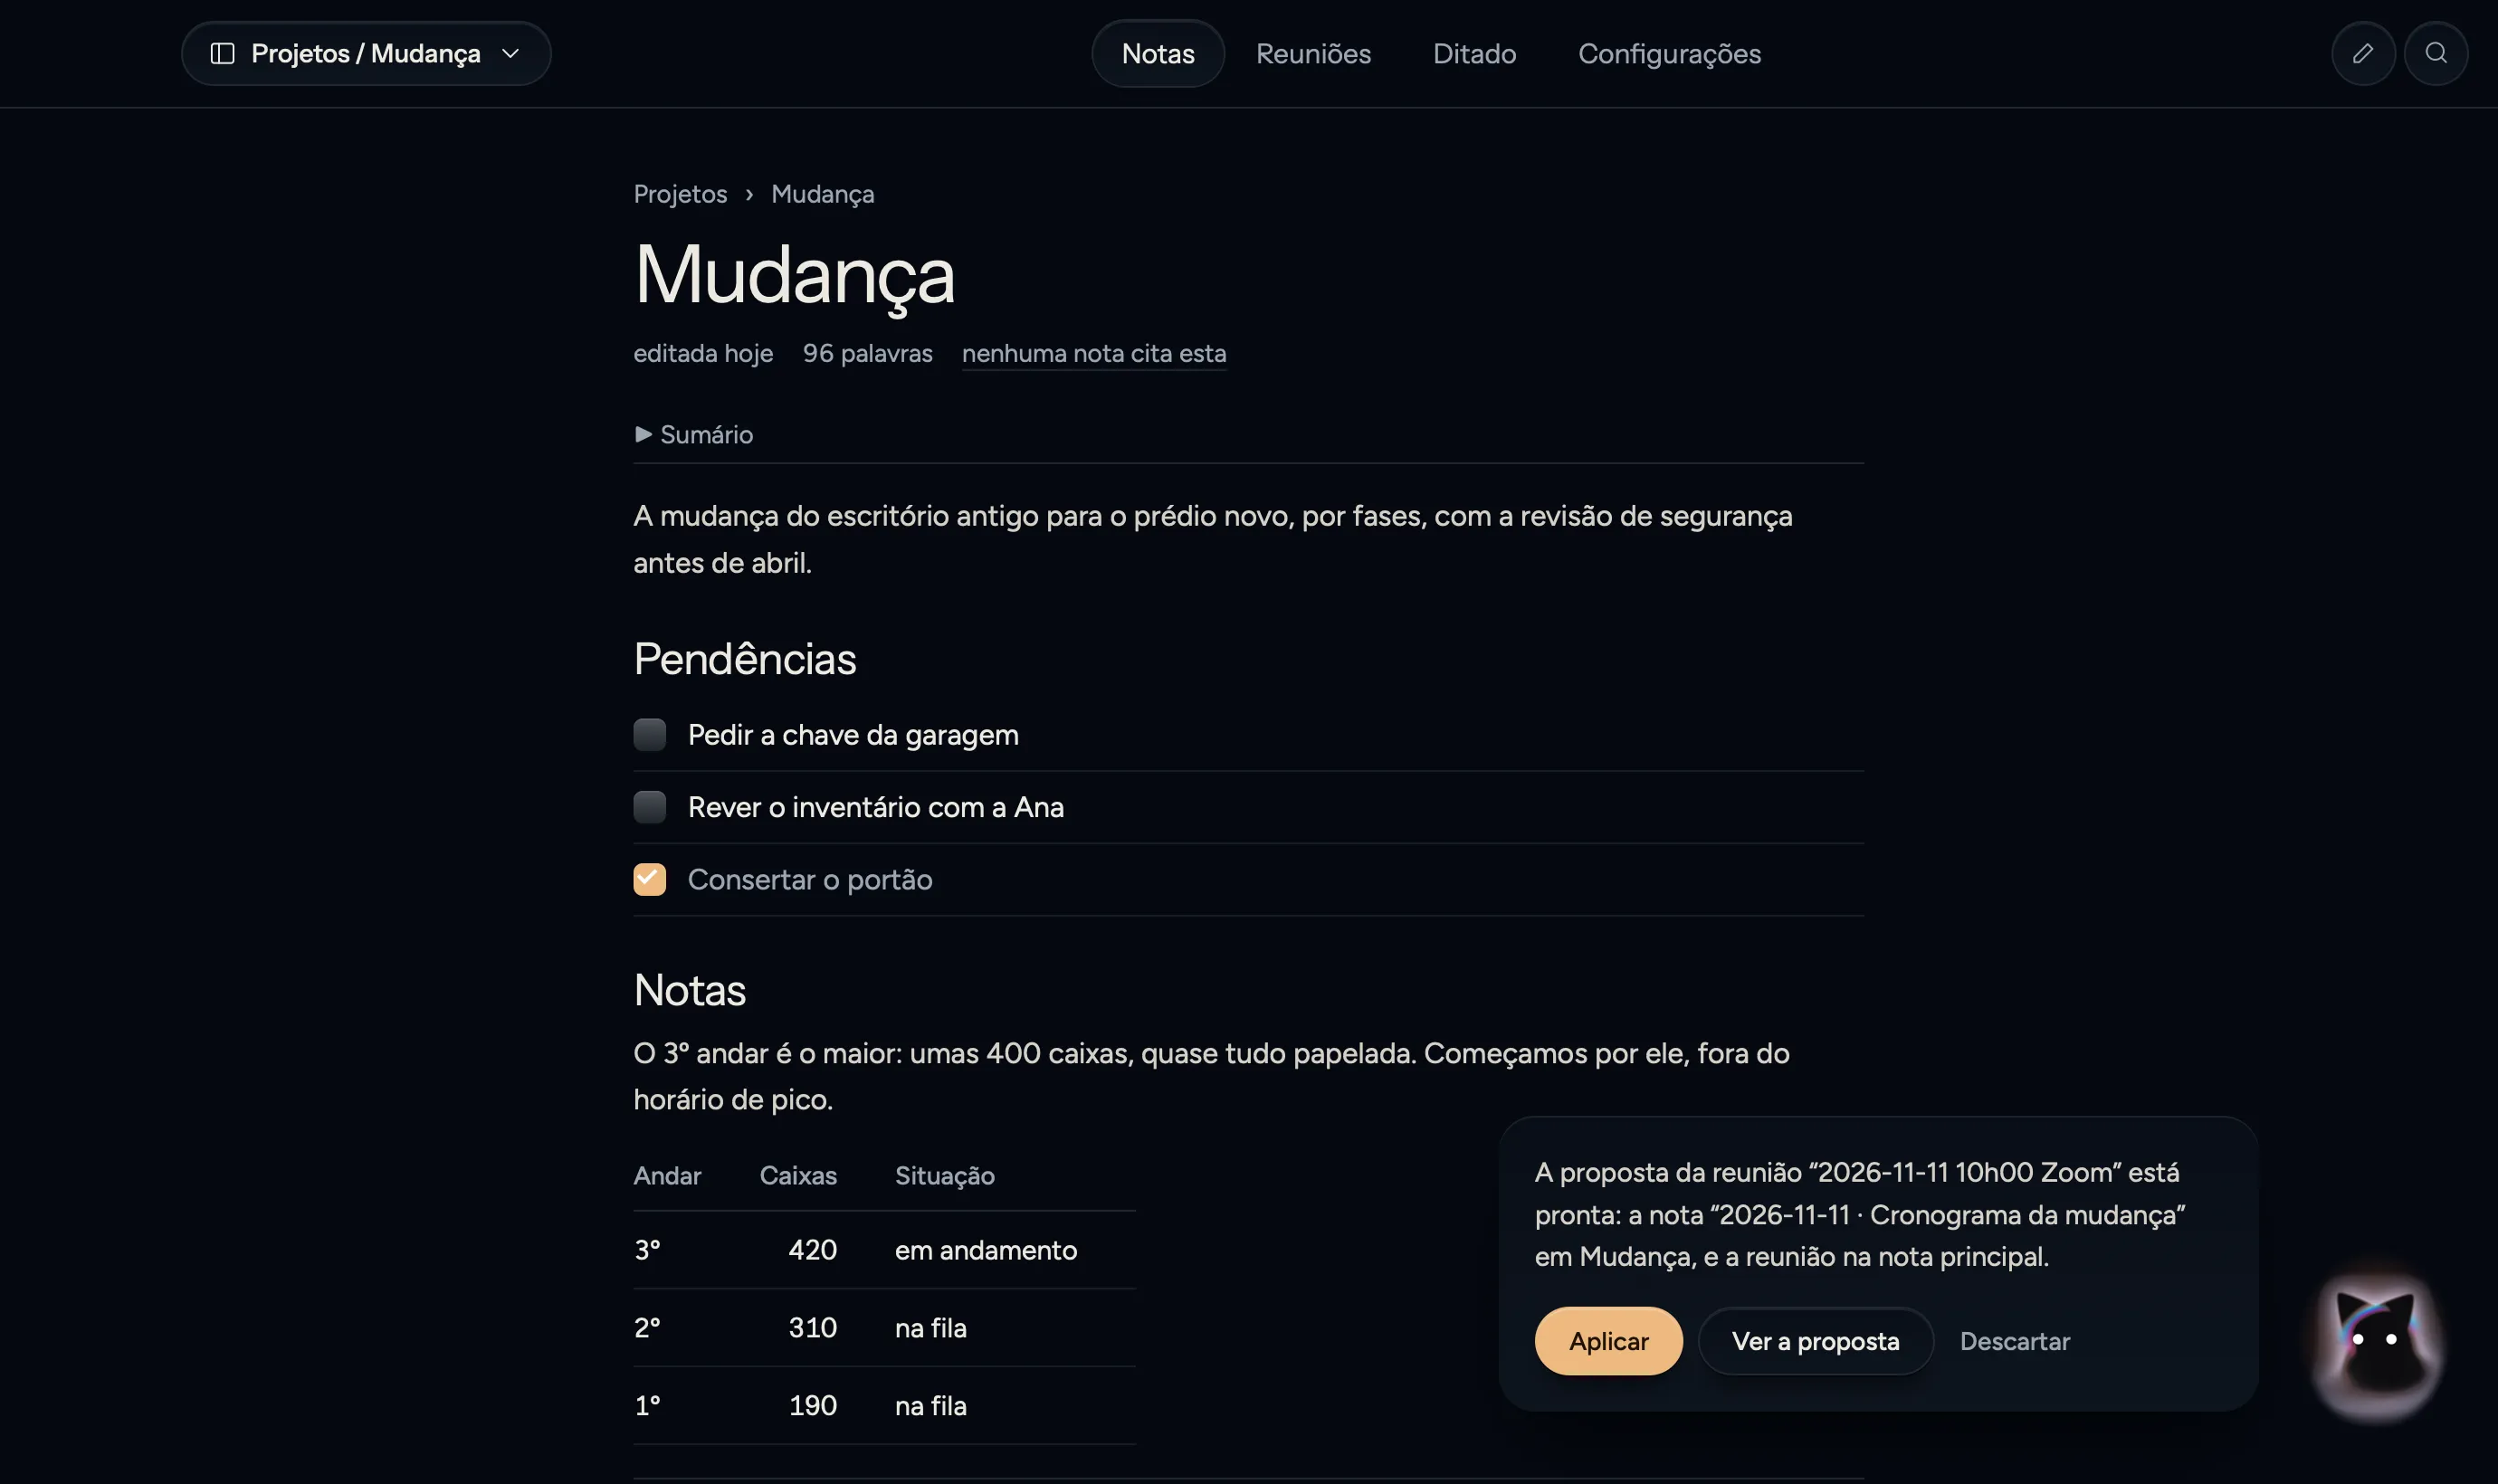 Projetos / Mudança
Notas
Reuniões
Ditado
Configurações
Projetos › Mudança
Mudança
editada hoje
96 palavras
nenhuma nota cita esta
Sumário
A mudança do escritório antigo para o prédio novo, por fases, com a revisão de segurança
antes de abril.
Pendências
Pedir a chave da garagem
Rever o inventário com a Ana
Consertar o portão
Notas
O 3º andar é o maior: umas 400 caixas, quase tudo papelada. Começamos por ele, fora do
horário de pico.
Andar Caixas Situação
3º 420 em andamento
2º 310 na fila
1º 190 na fila
A proposta da reunião “2026-11-11 10h00 Zoom” está
pronta: a nota “2026-11-11 · Cronograma da mudança”
em Mudança, e a reunião na nota principal.
Aplicar
Ver a proposta
Descartar